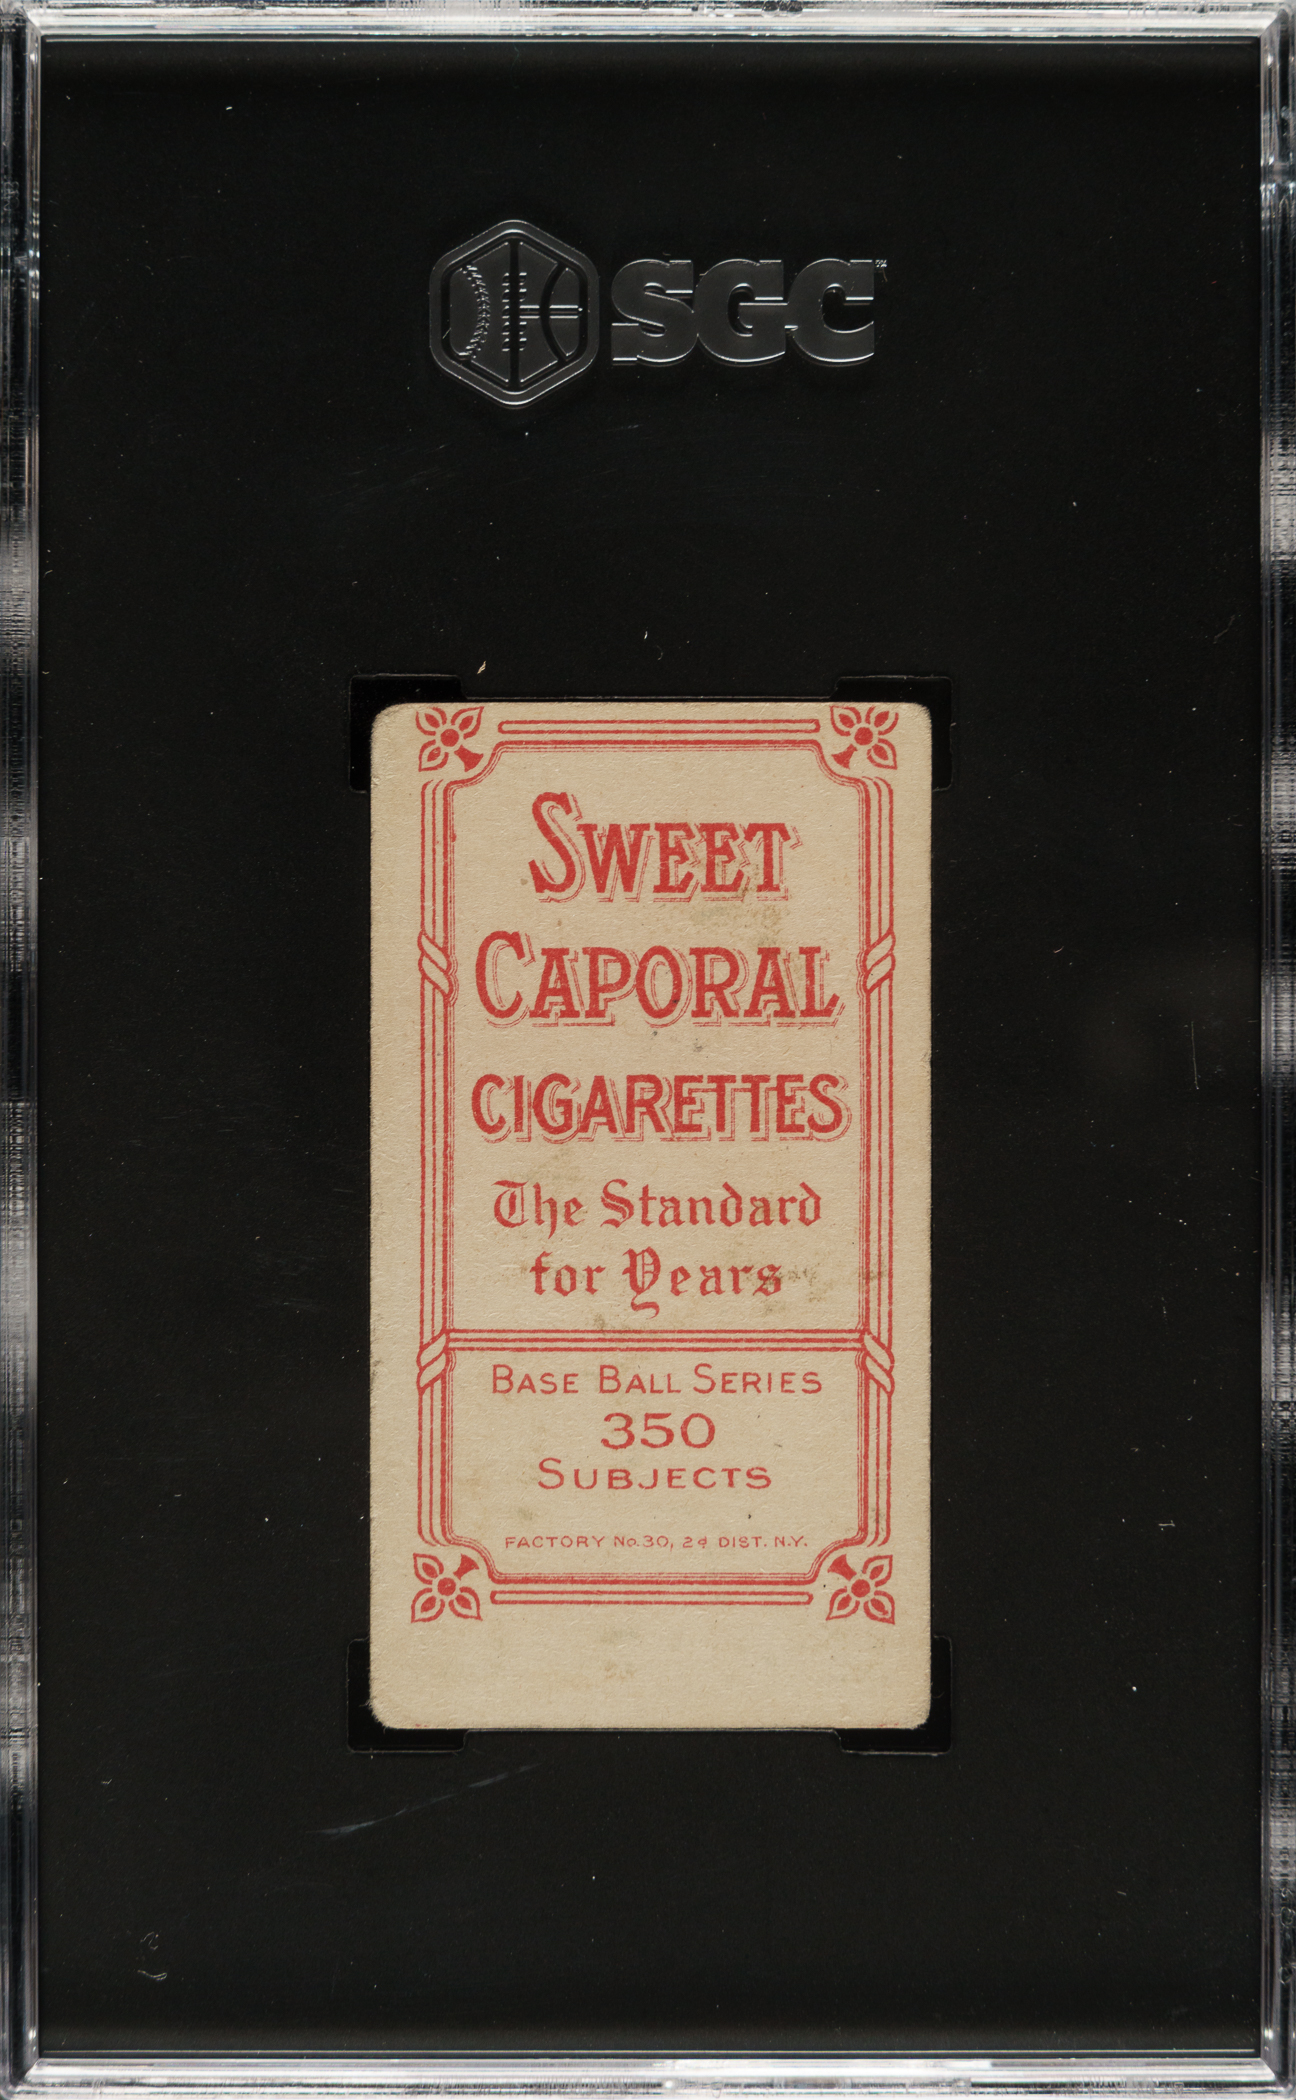 SGC
SWEET
CAPORAL
CIGARETTES
The Standard
for Years
BASE BALL SERIES
350
SUBJECTS
FACTORY No. 30, 2d DIST. N.Y.